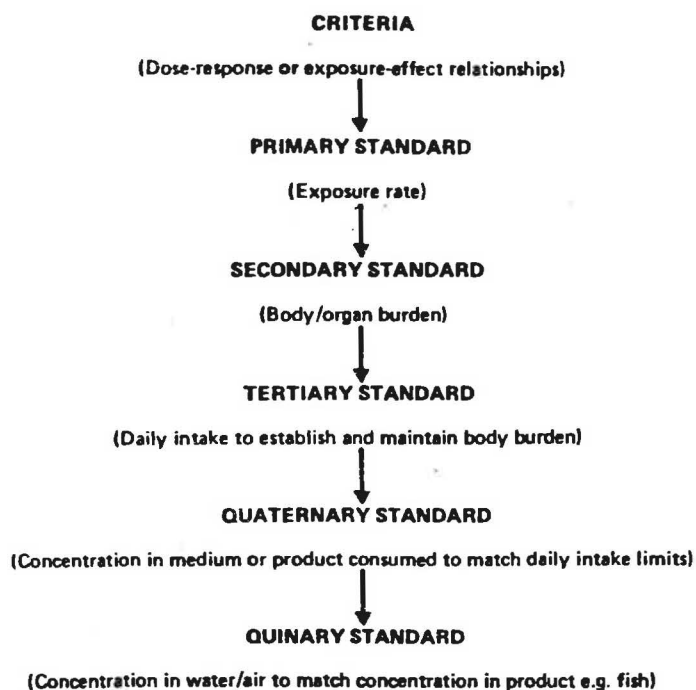 CRITERIA
(Dose-response or exposure-effect relationships)
PRIMARY STANDARD
(Exposure rate)
SECONDARY STANDARD
(Body/organ burden)
TERTIARY STANDARD
(Daily intake to establish and maintain body burden)
QUATERNARY STANDARD
(Concentration in medium or product consumed to match daily intake limits)
QUINARY STANDARD
(Concentration in water/air to match concentration in product e.g. fish)